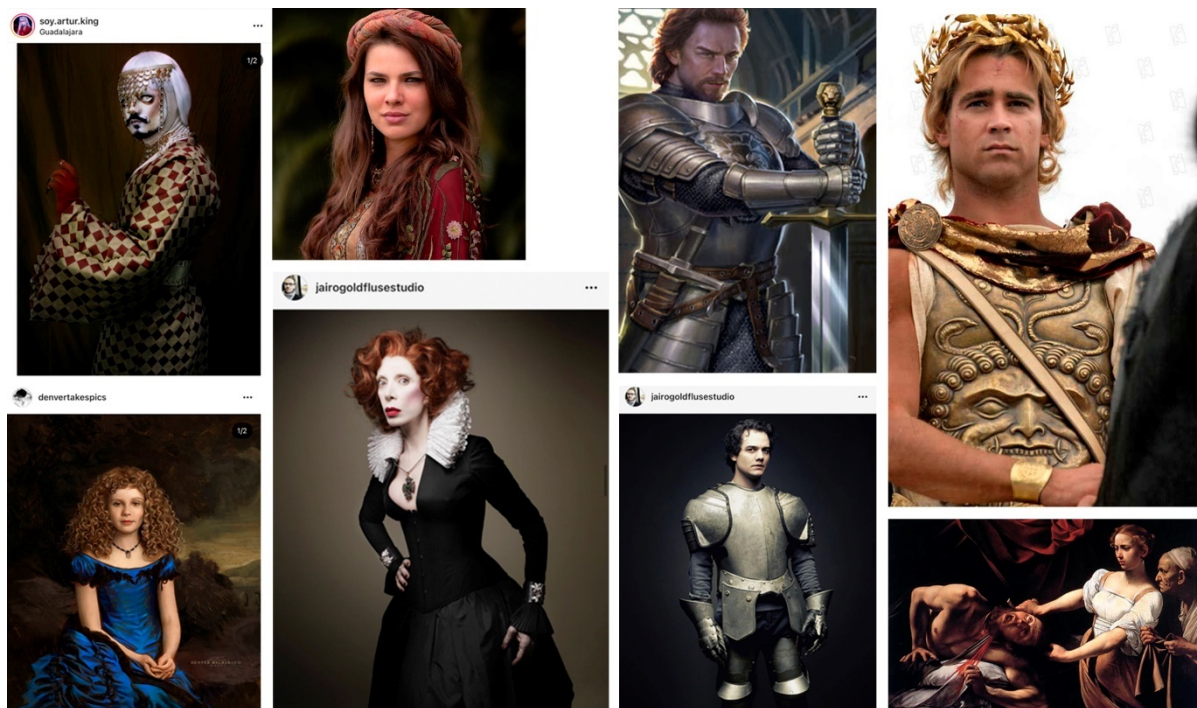 soy.artur.king
Guadalajara
1/2
jairogoldflusestudio
denvertakespics
1/2
jairogoldflusestudio